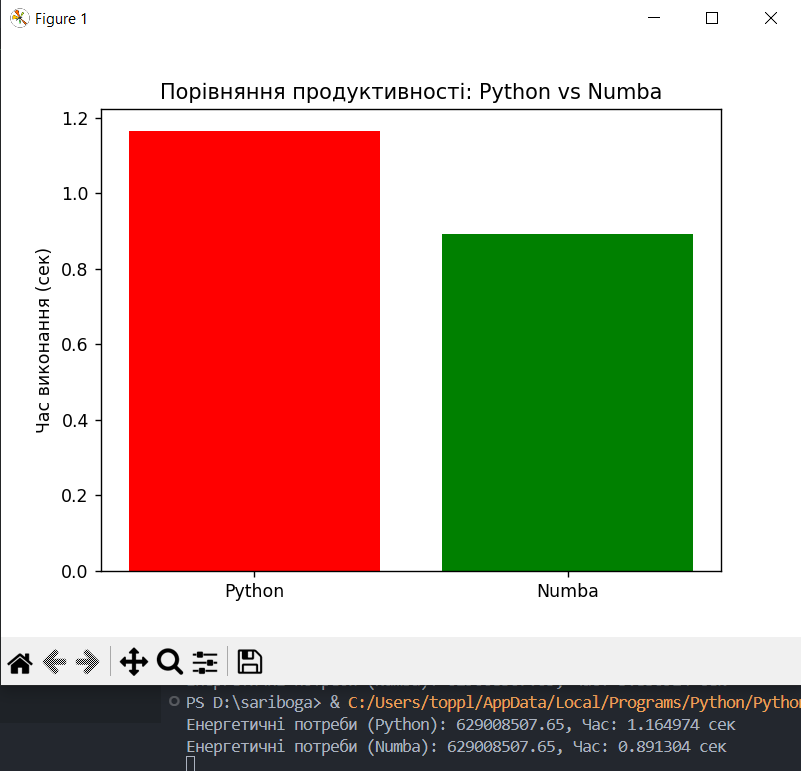 Figure 1
Порівняння продуктивності: Python vs Numba
Час виконання (сек)
1.2
1.0
0.8
0.6
0.4
0.2
0.0
Python
Numba
PS D:\sariboga> & C:/Users/toppl/AppData/Local/Programs/Python/Pytho
Енергетичні потреби (Python): 629008507.65, Час: 1.164974 сек
Енергетичні потреби (Numba): 629008507.65, Час: 0.891304 сек